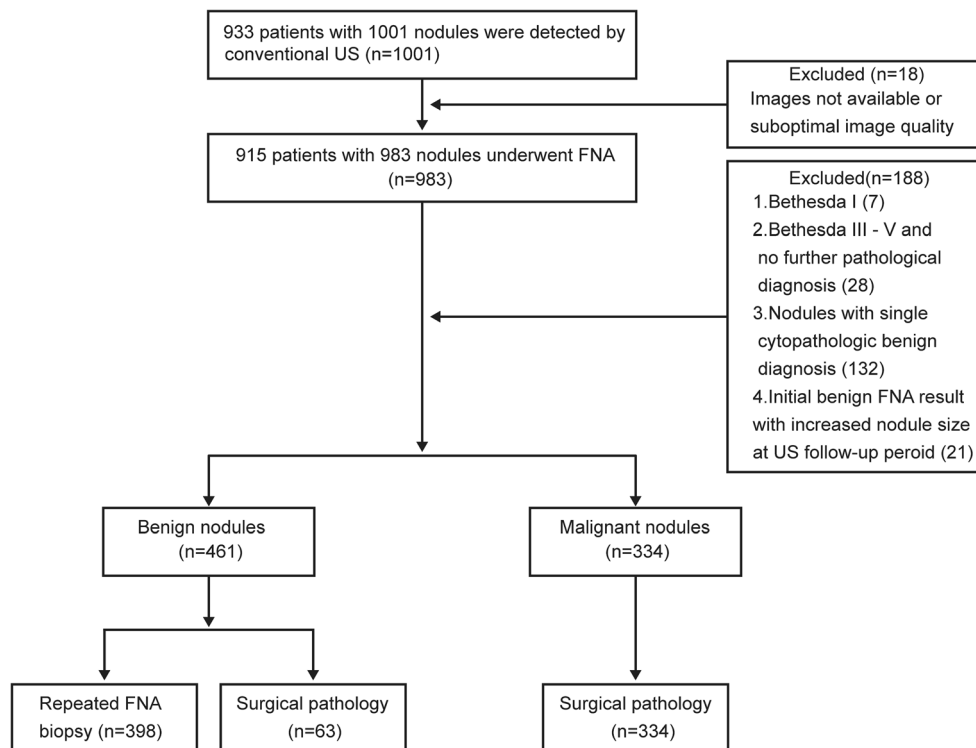 933 patients with 1001 nodules were detected by
conventional US (n=1001)
Excluded (n=18)
Images not available or
suboptimal image quality
915 patients with 983 nodules underwent FNA
(n=983)
Excluded(n=188)
1.Bethesda I (7)
2.Bethesda III - V and
no further pathological
diagnosis (28)
3.Nodules with single
cytopathologic benign
diagnosis (132)
4.Initial benign FNA result
with increased nodule size
at US follow-up peroid (21)
Benign nodules
(n=461)
Malignant nodules
(n=334)
Repeated FNA
biopsy (n=398)
Surgical pathology
(n=63)
Surgical pathology
(n=334)